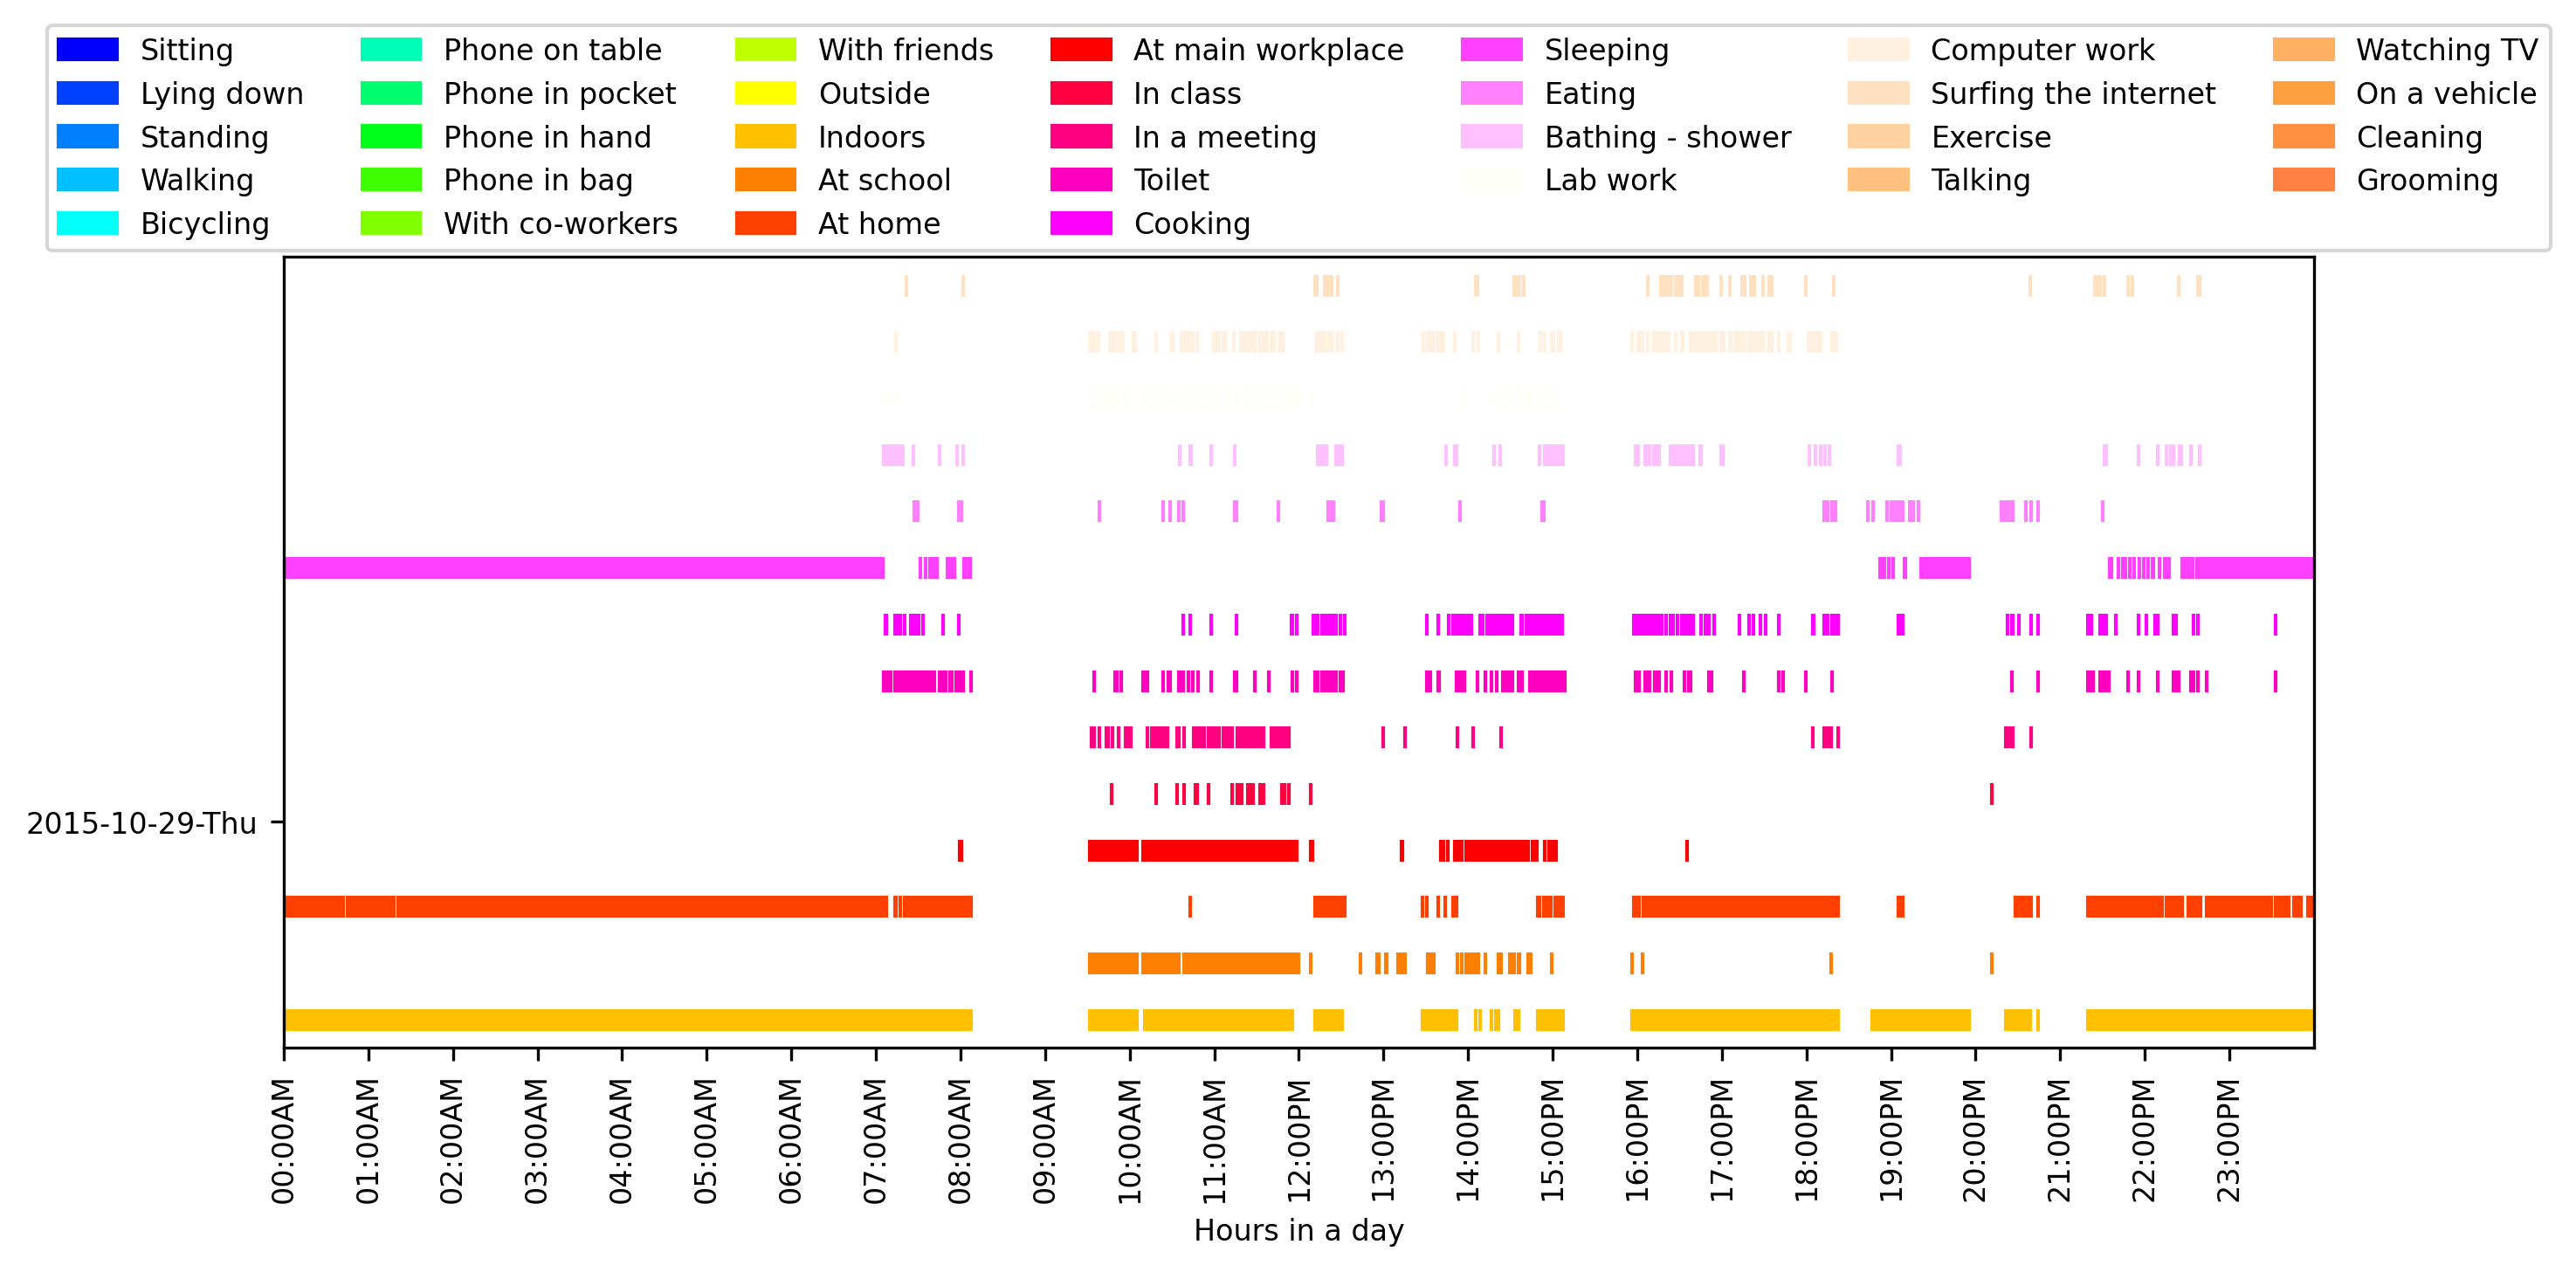 Sitting Phone on table With friends At main workplace Sleeping Computer work Watching TV
Lying down Phone in pocket Outside In class Eating Surfing the internet On a vehicle
Standing Phone in hand Indoors In a meeting Bathing - shower Exercise Cleaning
Walking Phone in bag At school Toilet Lab work Talking Grooming
Bicycling With co-workers At home Cooking
2015-10-29-Thu
00:00AM 01:00AM 02:00AM 03:00AM 04:00AM 05:00AM 06:00AM 07:00AM 08:00AM 09:00AM 10:00AM 11:00AM 12:00PM 13:00PM 14:00PM 15:00PM 16:00PM 17:00PM 18:00PM 19:00PM 20:00PM 21:00PM 22:00PM 23:00PM
Hours in a day